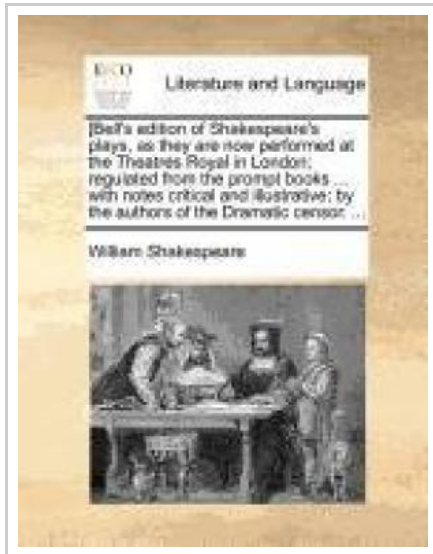 ECCO
Literature and Language
[Bell's edition of Shakespeare's
plays, as they are now performed at
the Theatres Royal in London;
regulated from the prompt books ...
with notes critical and illustrative; by
the authors of the Dramatic censor. ...
William Shakespeare